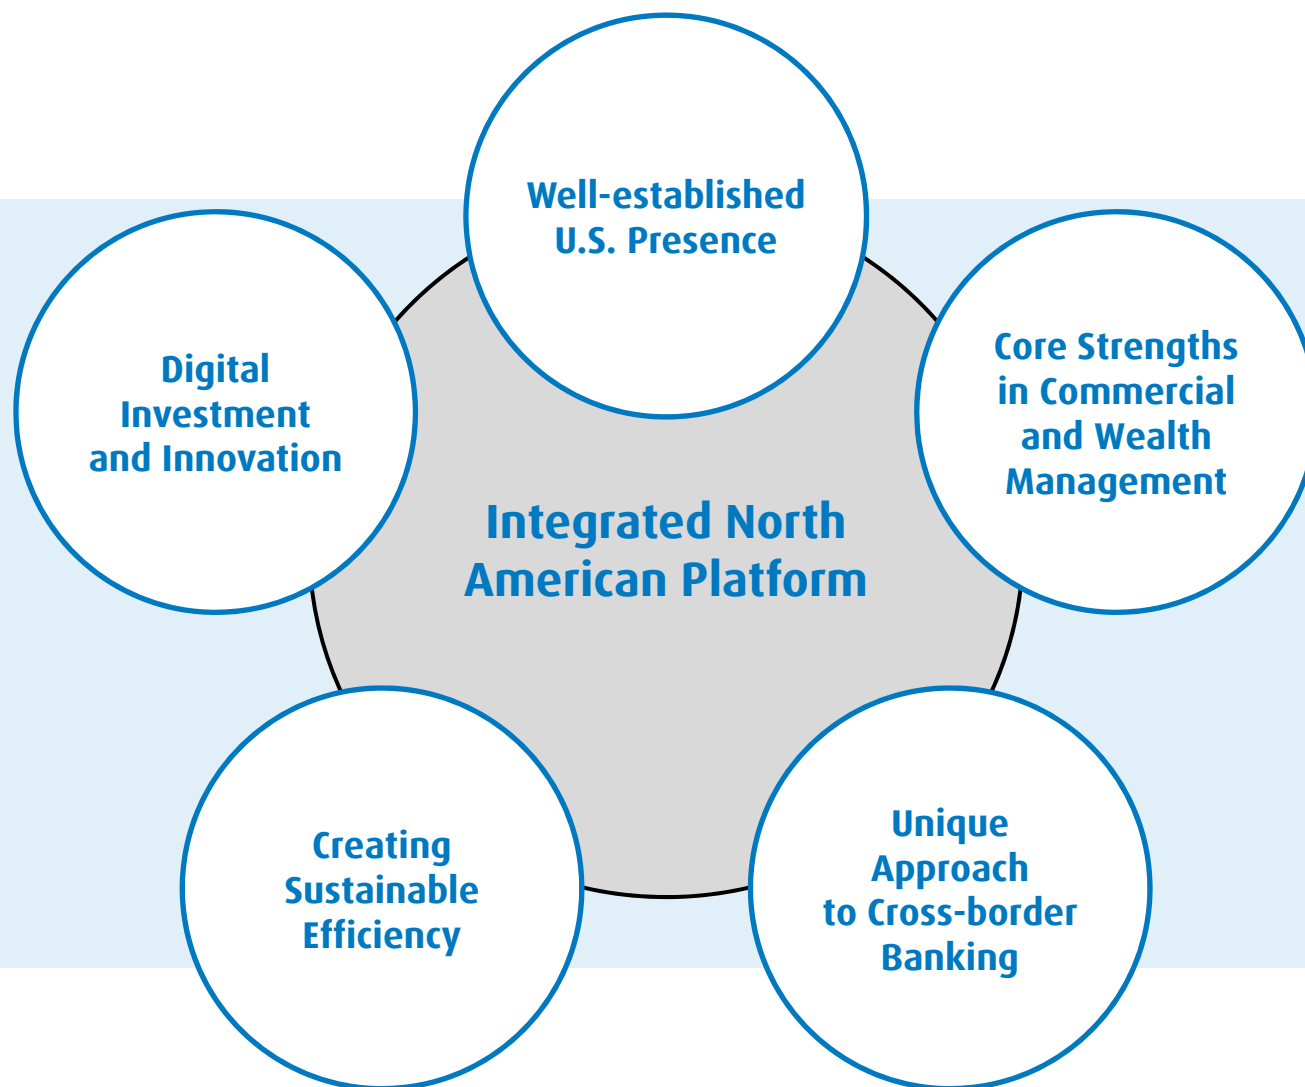 Well-established
U.S. Presence
Digital
Investment
and Innovation
Core Strengths
in Commercial
and Wealth
Management
Integrated North
American Platform
Creating
Sustainable
Efficiency
Unique
Approach
to Cross-border
Banking